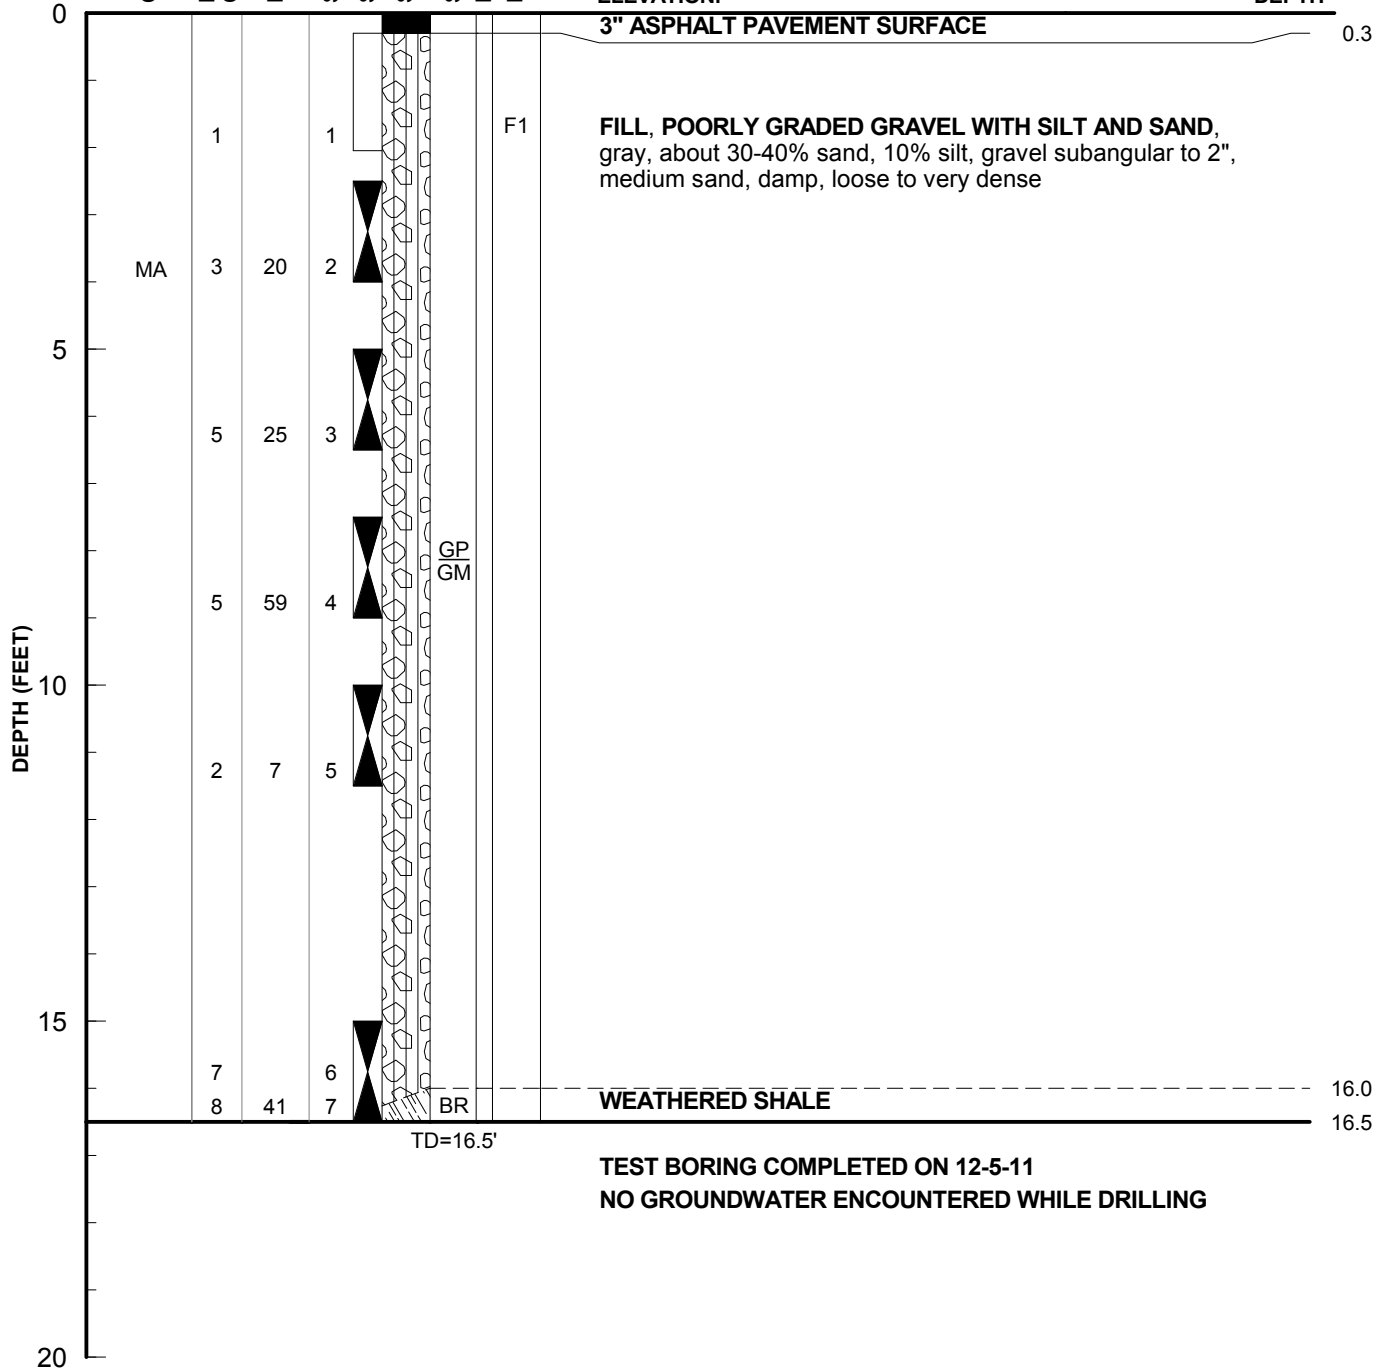 0
3" ASPHALT PAVEMENT SURFACE
0.3
1 1 F1
FILL, POORLY GRADED GRAVEL WITH SILT AND SAND,
gray, about 30-40% sand, 10% silt, gravel subangular to 2",
medium sand, damp, loose to very dense
MA 3 20 2
5
5 25 3
GP
GM
5 59 4
DEPTH (FEET)
10
2 7 5
15
7 6
16.0
8 41 7 BR WEATHERED SHALE
16.5
TD=16.5'
TEST BORING COMPLETED ON 12-5-11
NO GROUNDWATER ENCOUNTERED WHILE DRILLING
20